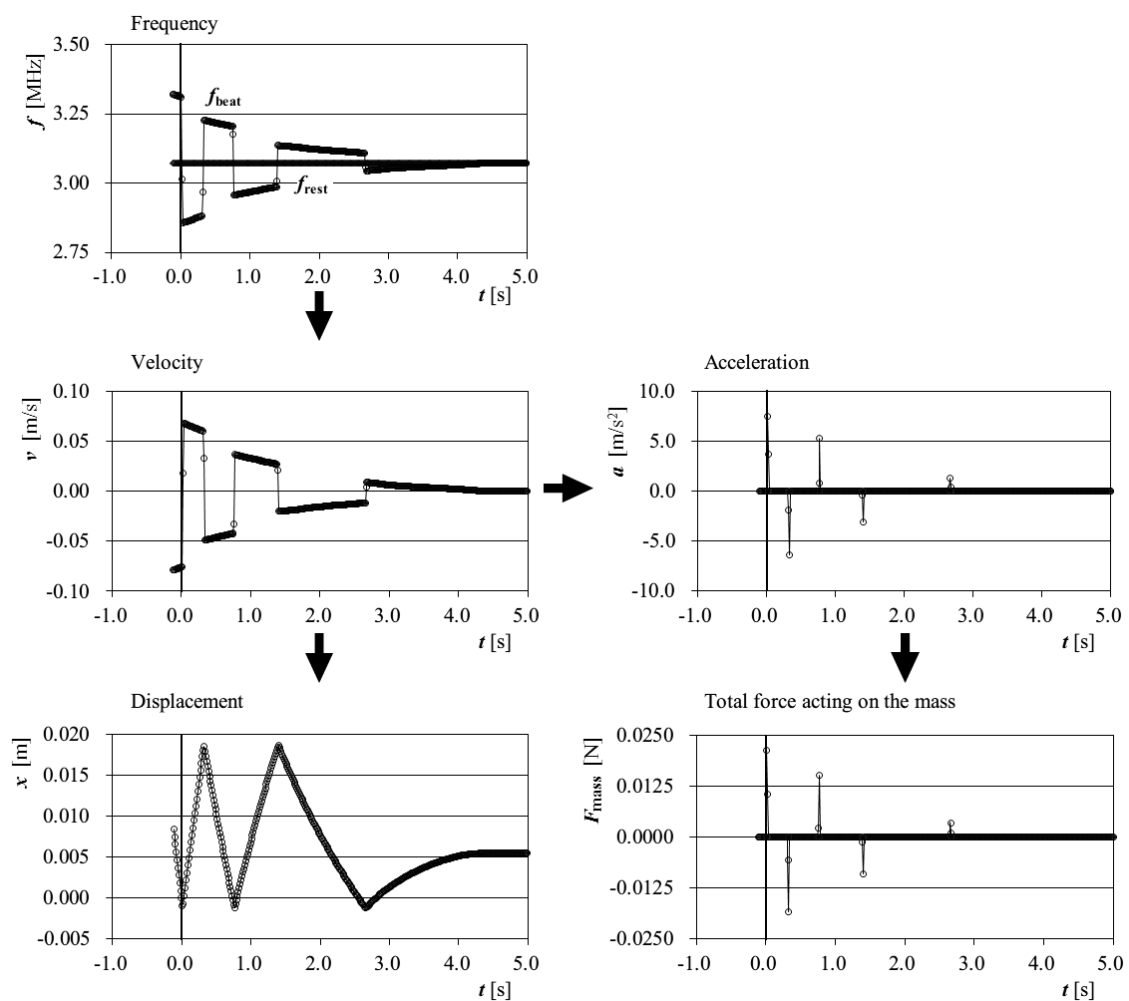 Frequency
f [MHz]
3.50
3.25
3.00
2.75
f_beat
f_rest
-1.0 0.0 1.0 2.0 3.0 4.0 5.0
t [s]
Velocity
v [m/s]
0.10
0.05
0.00
-0.05
-0.10
-1.0 0.0 1.0 2.0 3.0 4.0 5.0
t [s]
Acceleration
a [m/s²]
10.0
5.0
0.0
-5.0
-10.0
-1.0 0.0 1.0 2.0 3.0 4.0 5.0
t [s]
Displacement
x [m]
0.020
0.015
0.010
0.005
0.000
-0.005
-1.0 0.0 1.0 2.0 3.0 4.0 5.0
t [s]
Total force acting on the mass
F_mass [N]
0.0250
0.0125
0.0000
-0.0125
-0.0250
-1.0 0.0 1.0 2.0 3.0 4.0 5.0
t [s]